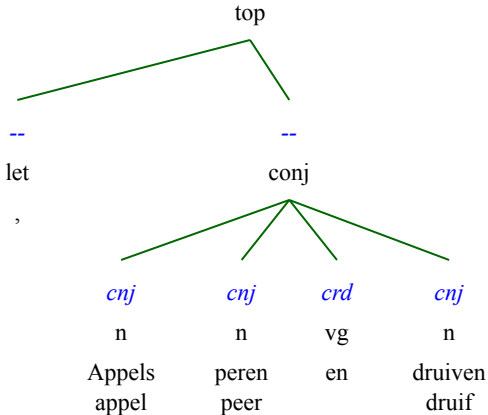 top
-- --
let conj
,
cnj cnj crd cnj
n n vg n
Appels peren en druiven
appel peer druif